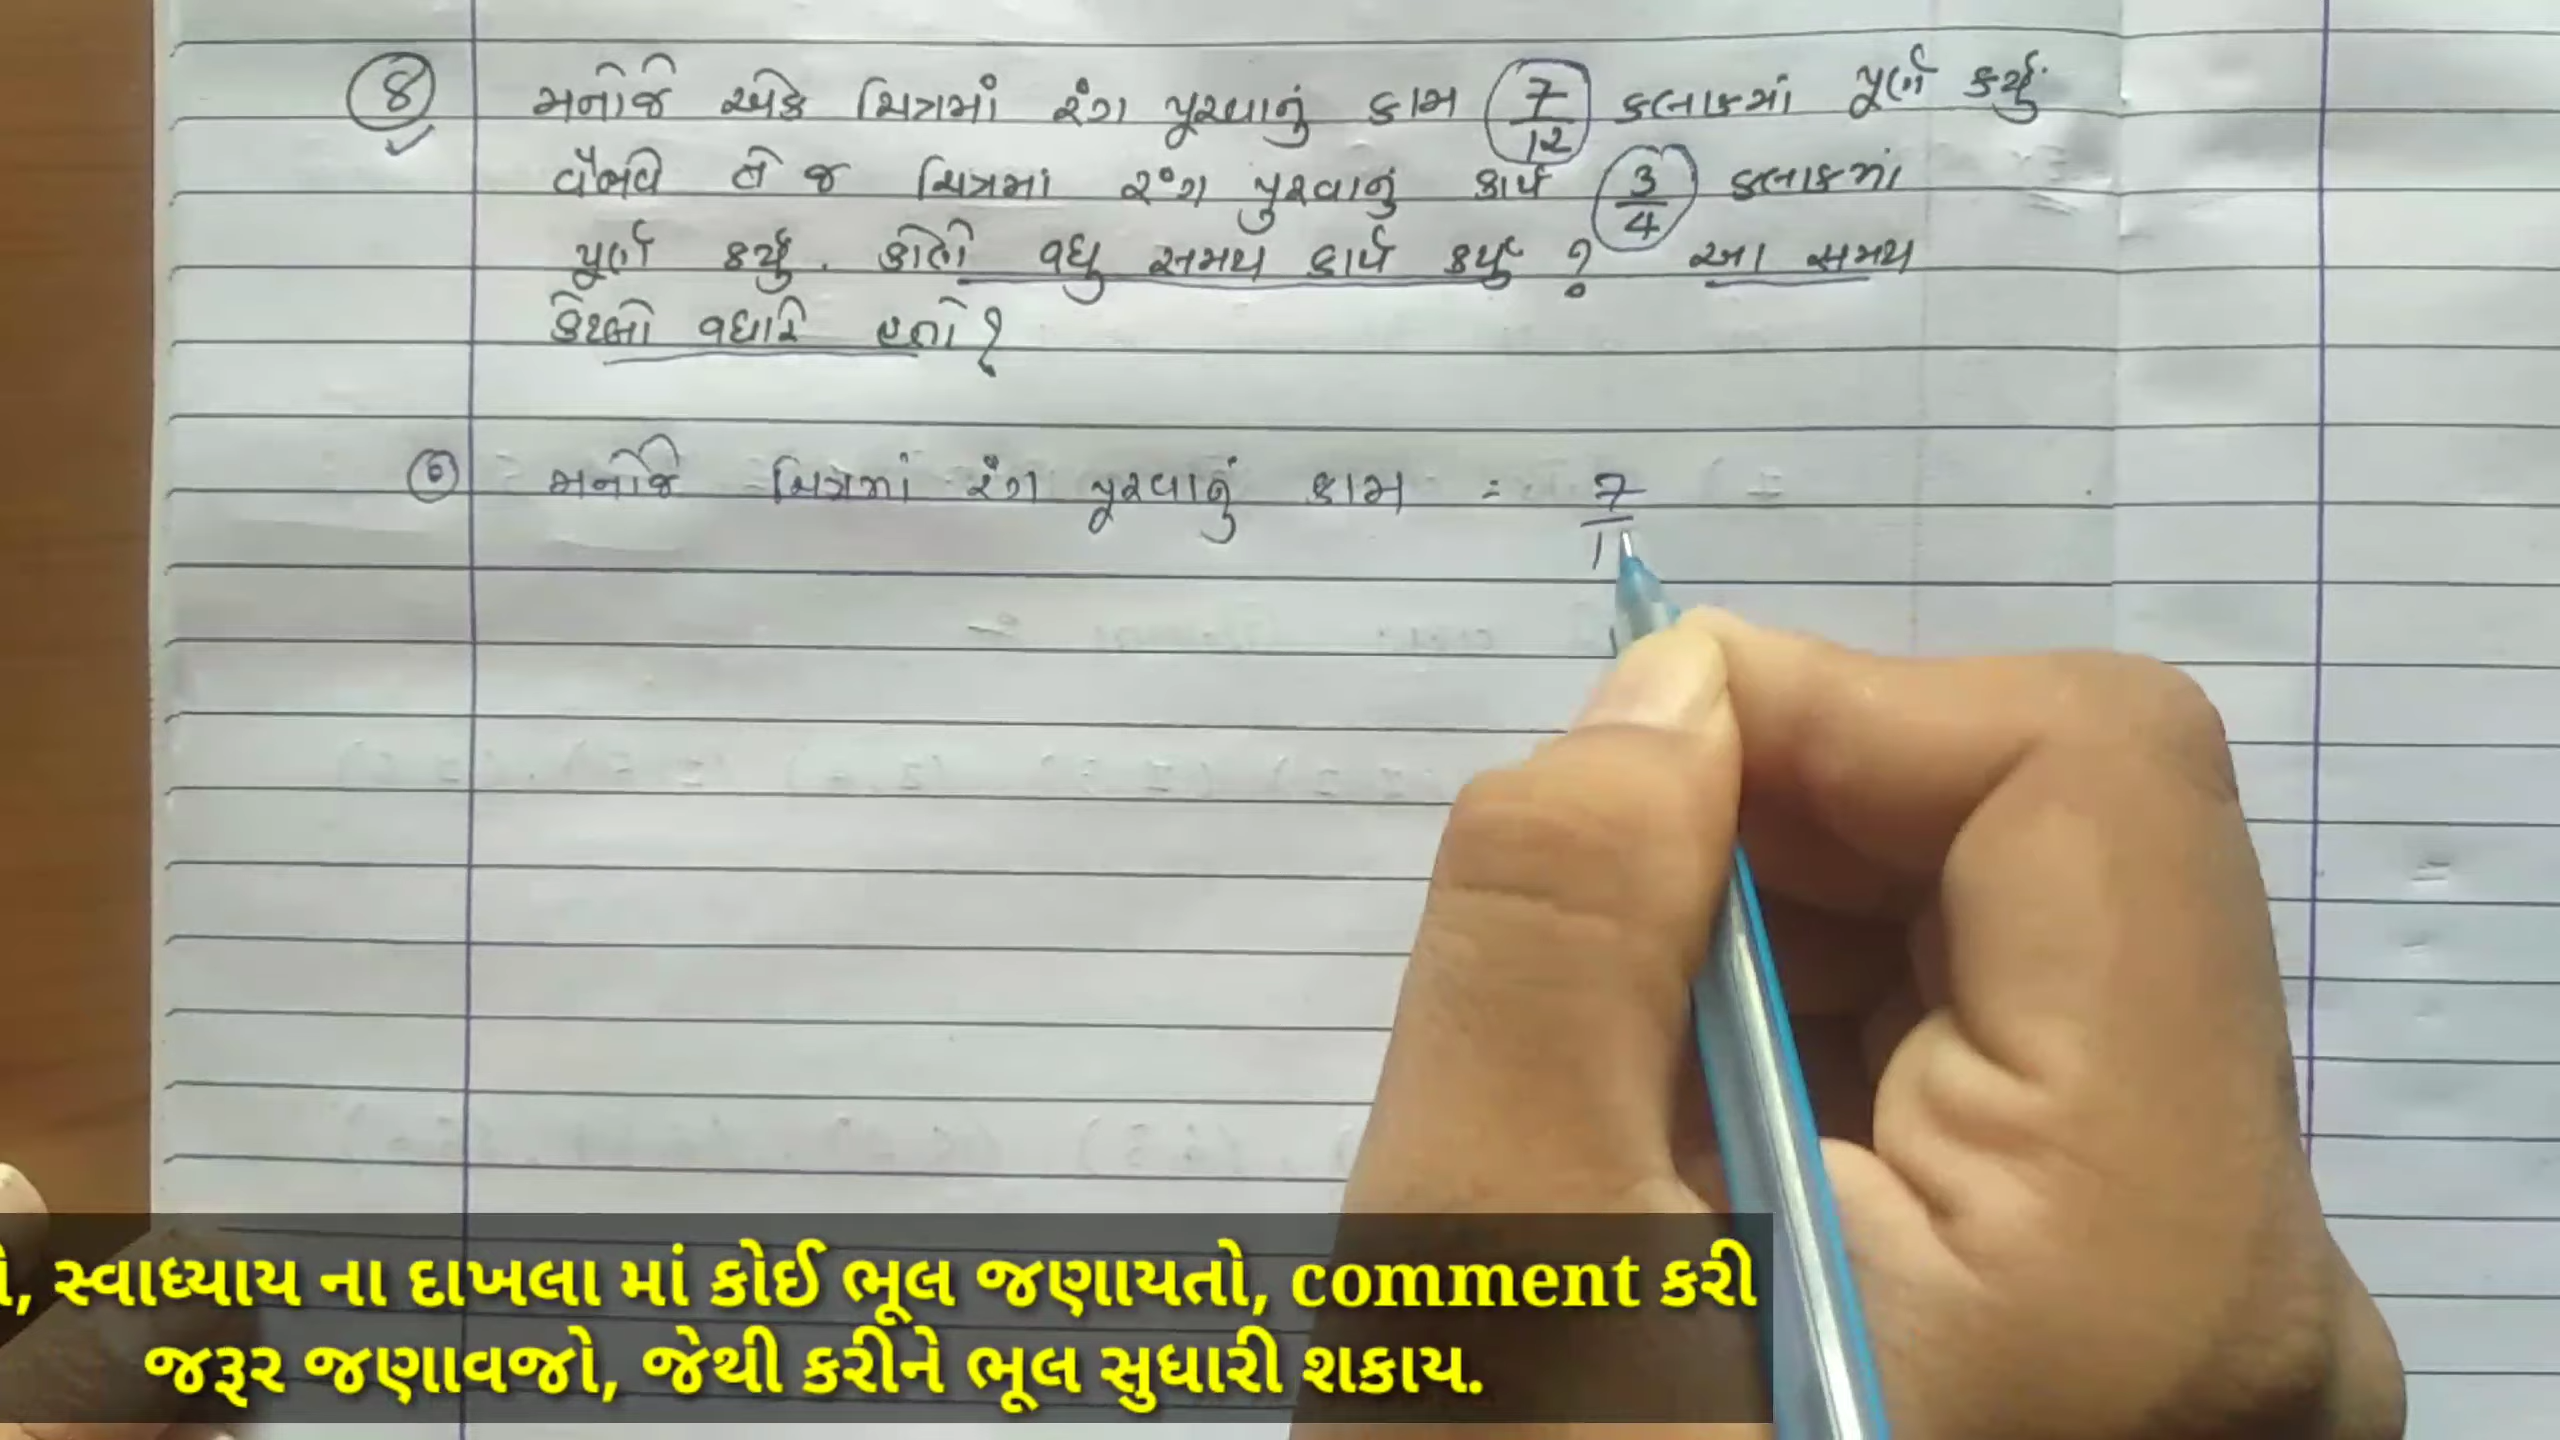 8 મનોજે એક ચિત્રમાં રંગ પૂરવાનું કામ 7/12 કલાકમાં પૂર્ણ કર્યું.
વૈભવે તે જ ચિત્રમાં રંગ પુરવાનું કાર્ય 3/4 કલાકમાં
પૂર્ણ કર્યું. કોણે વધુ સમય કાર્ય કર્યું ? આ સમય
કેટલો વધારે હતો?
મનોજે ચિત્રમાં રંગ પૂરવાનું કામ = 7/1
સ્વાધ્યાય ના દાખલા માં કોઈ ભૂલ જણાયતો, comment કરી
જરૂર જણાવજો, જેથી કરીને ભૂલ સુધારી શકાય.